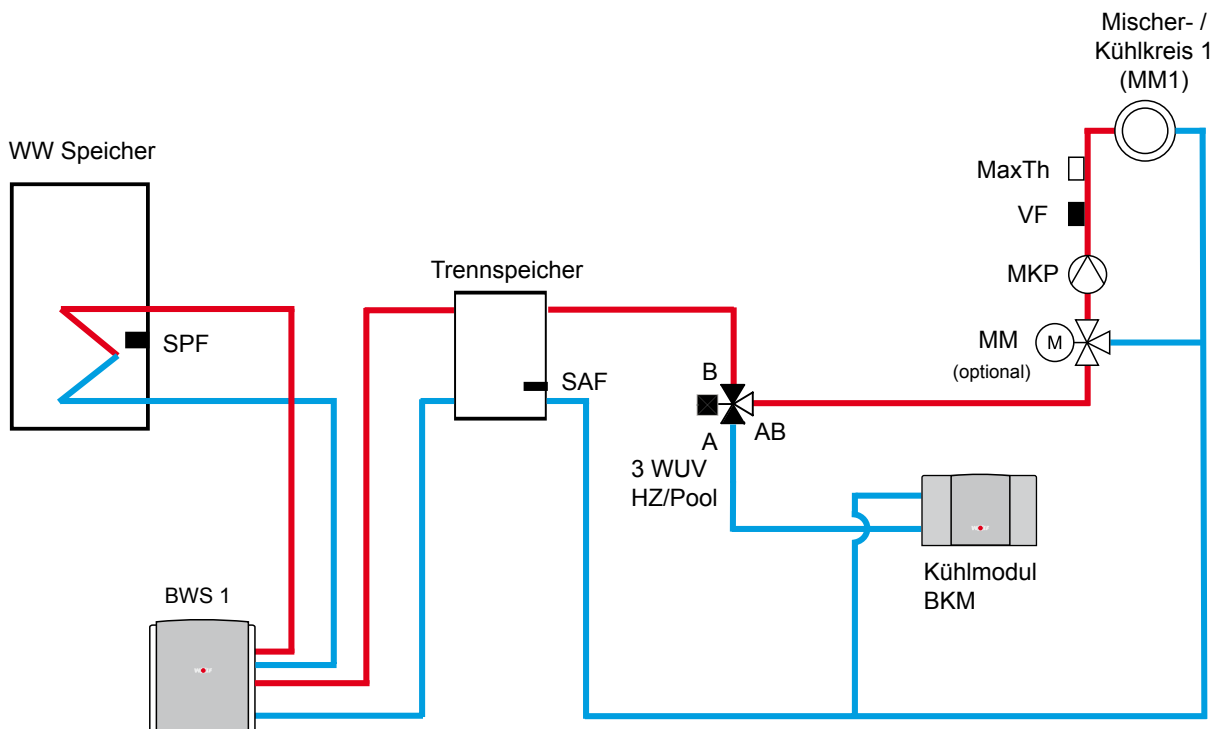 Mischer- /
Kühlkreis 1
(MM1)
WW Speicher
MaxTh
VF
Trennspeicher
MKP
SPF
MM
M
(optional)
SAF
B
A
AB
3 WUV
HZ/Pool
Kühlmodul
BKM
BWS 1